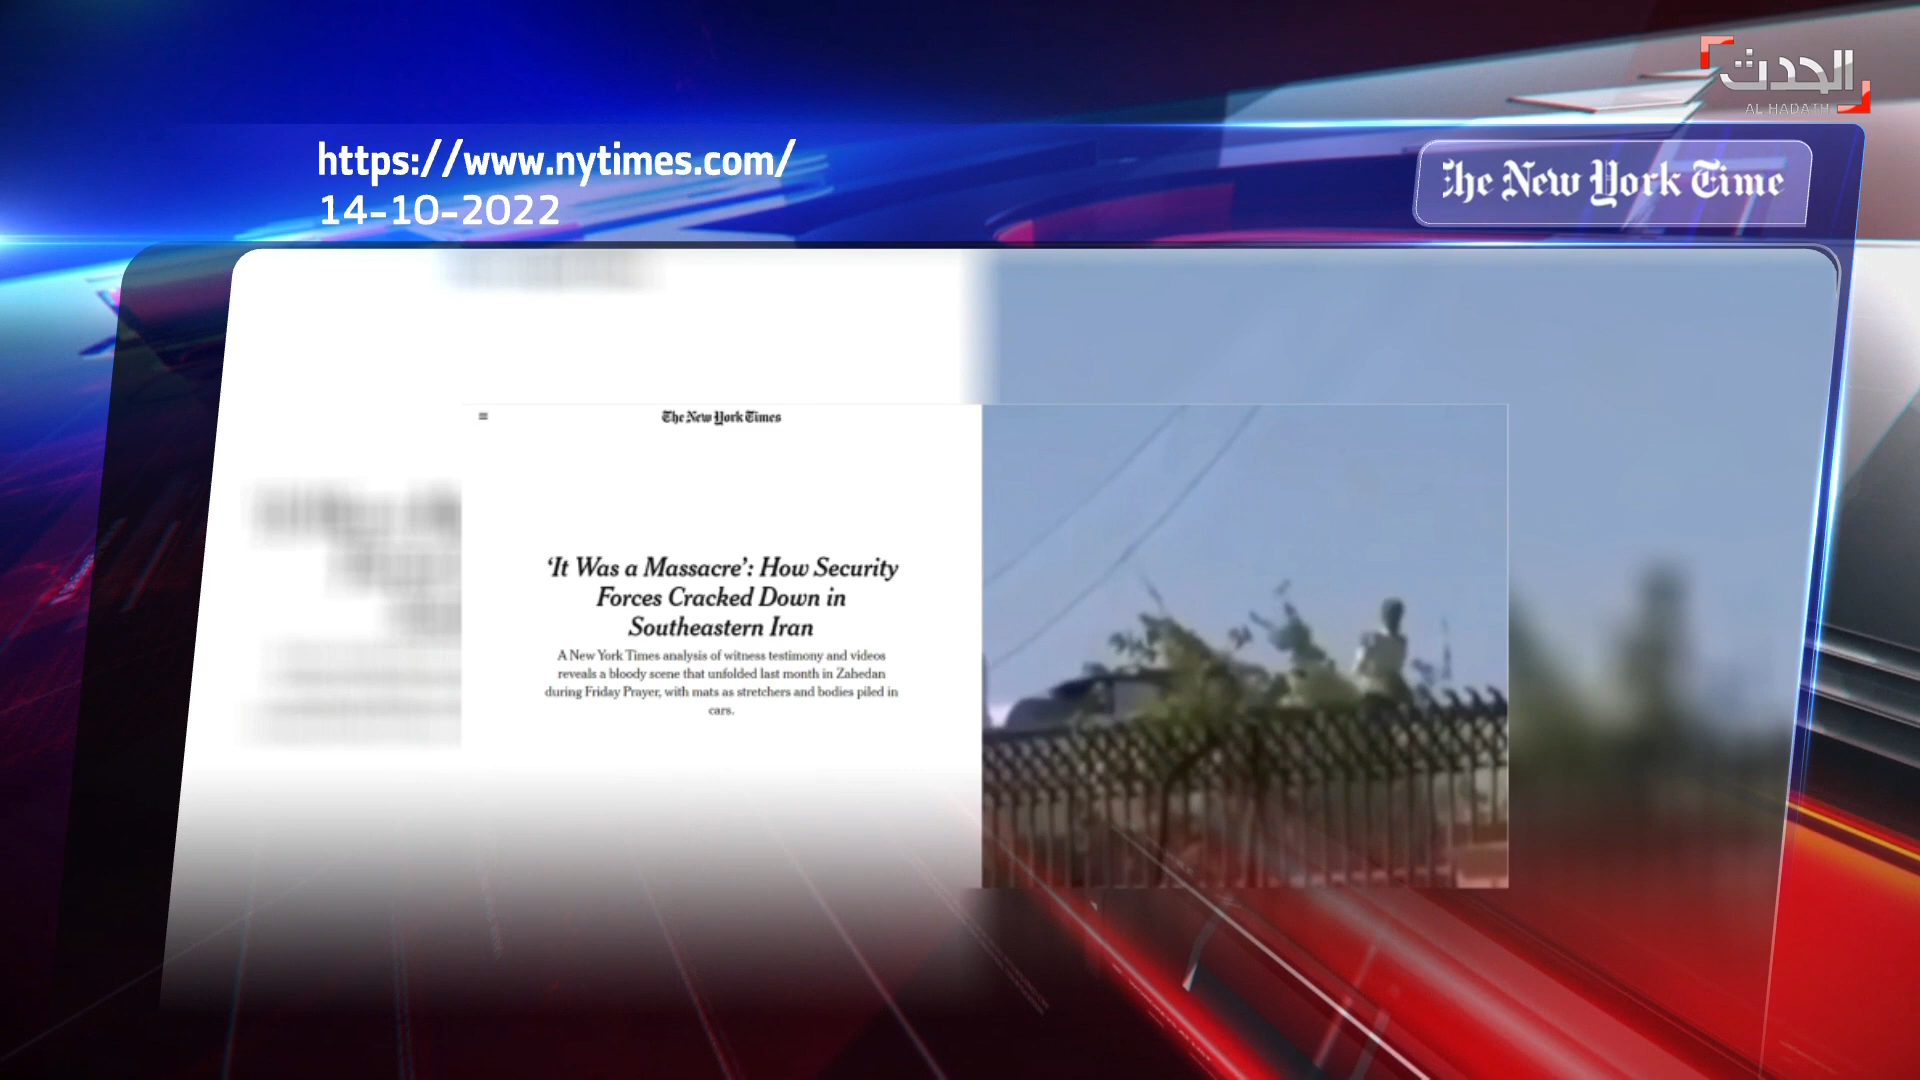 الحدث
AL HADATH
https://www.nytimes.com/
14-10-2022
The New York Time
The New York Times
‘It Was a Massacre’: How Security
Forces Cracked Down in
Southeastern Iran
A New York Times analysis of witness testimony and videos
reveals a bloody scene that unfolded last month in Zahedan
during Friday Prayer, with mats as stretchers and bodies piled in
cars.